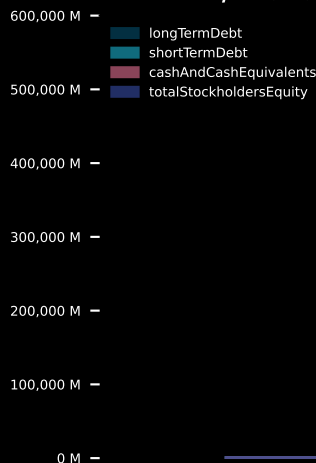 600,000 M
longTermDebt
shortTermDebt
cashAndCashEquivalents
totalStockholdersEquity
500,000 M
400,000 M
300,000 M
200,000 M
100,000 M
0 M